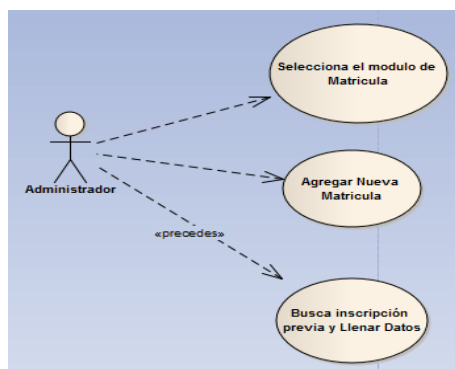 Selecciona el modulo de
Matricula
Administrador
Agregar Nueva
Matricula
«precedes»
Busca inscripción
previa y Llenar Datos